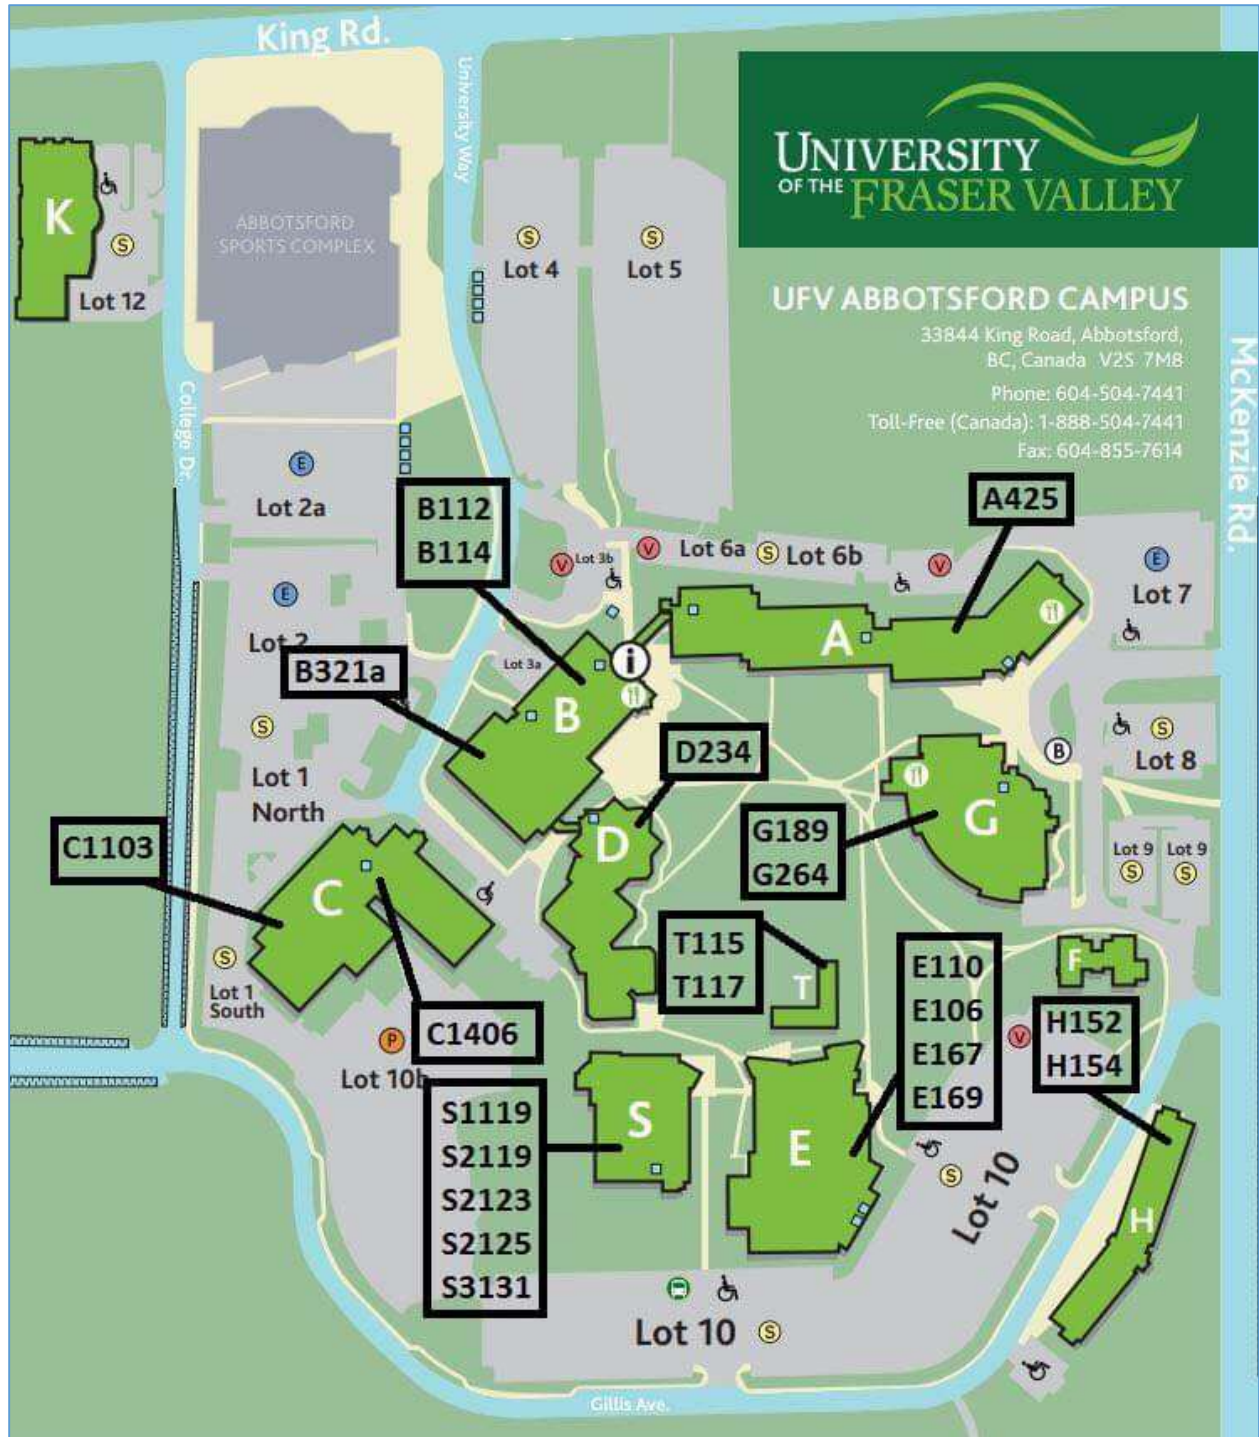 King Rd.
University Way
UNIVERSITY
OF THE FRASER VALLEY
K
S
Lot 12
ABBOTSFORD
SPORTS COMPLEX
S
Lot 4
S
Lot 5
UFV ABBOTSFORD CAMPUS
33844 King Road, Abbotsford,
BC, Canada V2S 7M8
Phone: 604-504-7441
Toll-Free (Canada): 1-888-504-7441
Fax: 604-855-7614
McKenzie Rd.
College Dr.
E
Lot 2a
B112
B114
A425
V
Lot 3b
V
Lot 6a
S
Lot 6b
V
E
Lot 7
E
Lot 2
B321a
Lot 3a
i
A
B
S
Lot 1
North
D234
B
S
Lot 8
G189
G264
G
C1103
C
D
Lot 9
S
Lot 9
S
S
Lot 1
South
T115
T117
T
E110
E106
E167
E169
F
V
H152
H154
P
Lot 10b
C1406
S1119
S2119
S2123
S2125
S3131
S
E
S
Lot 10
H
Lot 10
S
Gillis Ave.